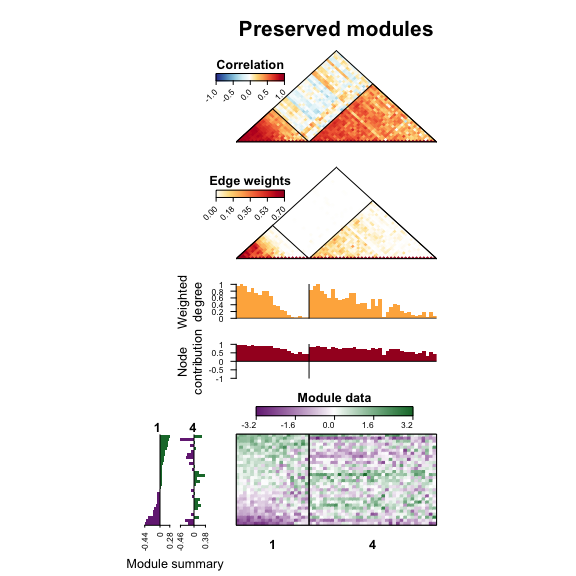 Preserved modules
Correlation
-1.0 -0.5 0.0 0.5 1.0
Edge weights
0.00 0.18 0.35 0.53 0.70
Weighted
degree
1
0.8
0.6
0.4
0.2
0
Node
contribution
1
0.5
0
-0.5
-1
Module data
-3.2 -1.6 0.0 1.6 3.2
1 4
-0.44 0 0.28 -0.46 0 0.38
1 4
Module summary